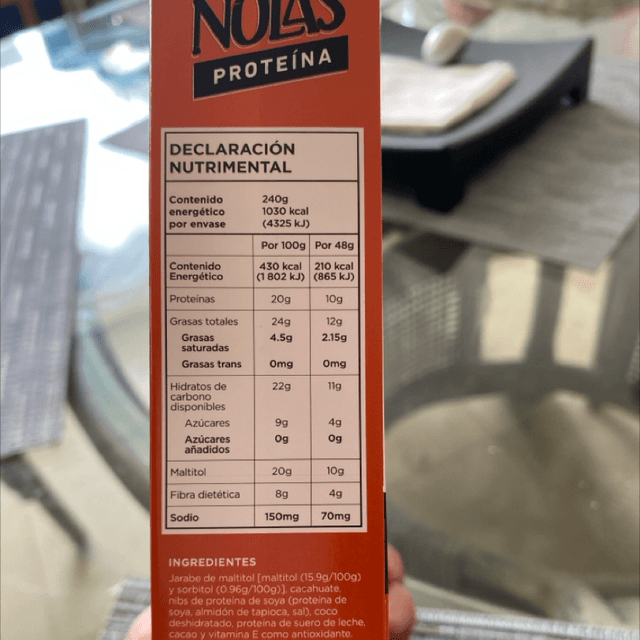 NOLAS
PROTEÍNA
DECLARACIÓN
NUTRIMENTAL
Contenido 240g
energético 1030 kcal
por envase (4325 kJ)
Por 100g Por 48g
Contenido 430 kcal 210 kcal
Energético (1 802 kJ) (865 kJ)
Proteínas 20g 10g
Grasas totales 24g 12g
Grasas 4.5g 2.15g
saturadas
Grasas trans 0mg 0mg
Hidratos de 22g 11g
carbono
disponibles
Azúcares 9g 4g
Azúcares 0g 0g
añadidos
Maltitol 20g 10g
Fibra dietética 8g 4g
Sodio 150mg 70mg
INGREDIENTES
Jarabe de maltitol [maltitol (15.9g/100g)
y sorbitol (0.96g/100g)], cacahuate,
nibs de proteína de soya (proteína de
soya, almidón de tapioca, sal), coco
deshidratado, proteína de suero de leche,
cacao y vitamina E como antioxidante.